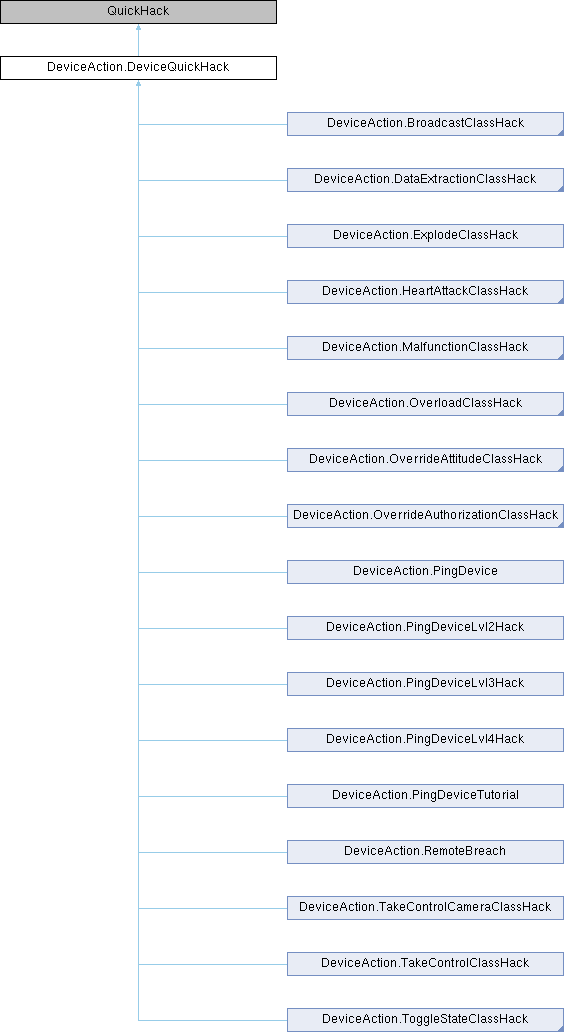 QuickHack
DeviceAction.DeviceQuickHack
DeviceAction.BroadcastClassHack
DeviceAction.DataExtractionClassHack
DeviceAction.ExplodeClassHack
DeviceAction.HeartAttackClassHack
DeviceAction.MalfunctionClassHack
DeviceAction.OverloadClassHack
DeviceAction.OverrideAttitudeClassHack
DeviceAction.OverrideAuthorizationClassHack
DeviceAction.PingDevice
DeviceAction.PingDeviceLvl2Hack
DeviceAction.PingDeviceLvl3Hack
DeviceAction.PingDeviceLvl4Hack
DeviceAction.PingDeviceTutorial
DeviceAction.RemoteBreach
DeviceAction.TakeControlCameraClassHack
DeviceAction.TakeControlClassHack
DeviceAction.ToggleStateClassHack